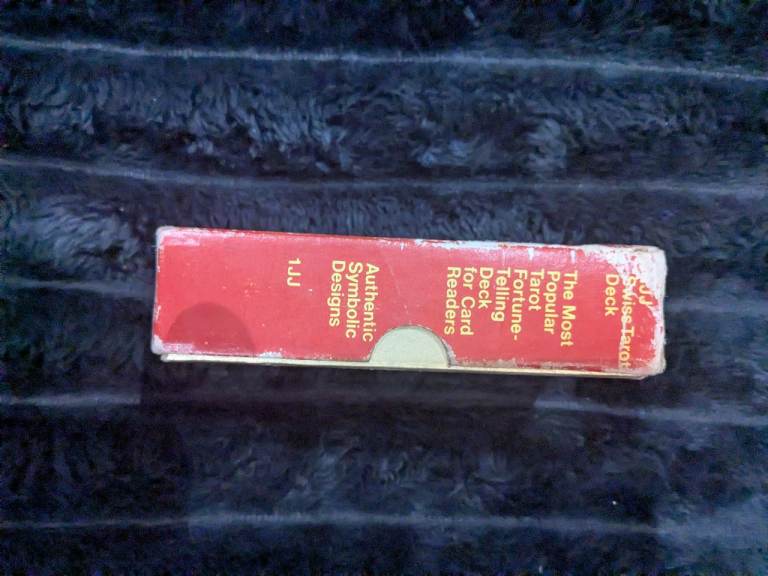 1JJ
Swiss Tarot
Deck
The Most
Popular
Tarot
Fortune-
Telling
Deck
for Card
Readers
Authentic
Symbolic
Designs
1JJ